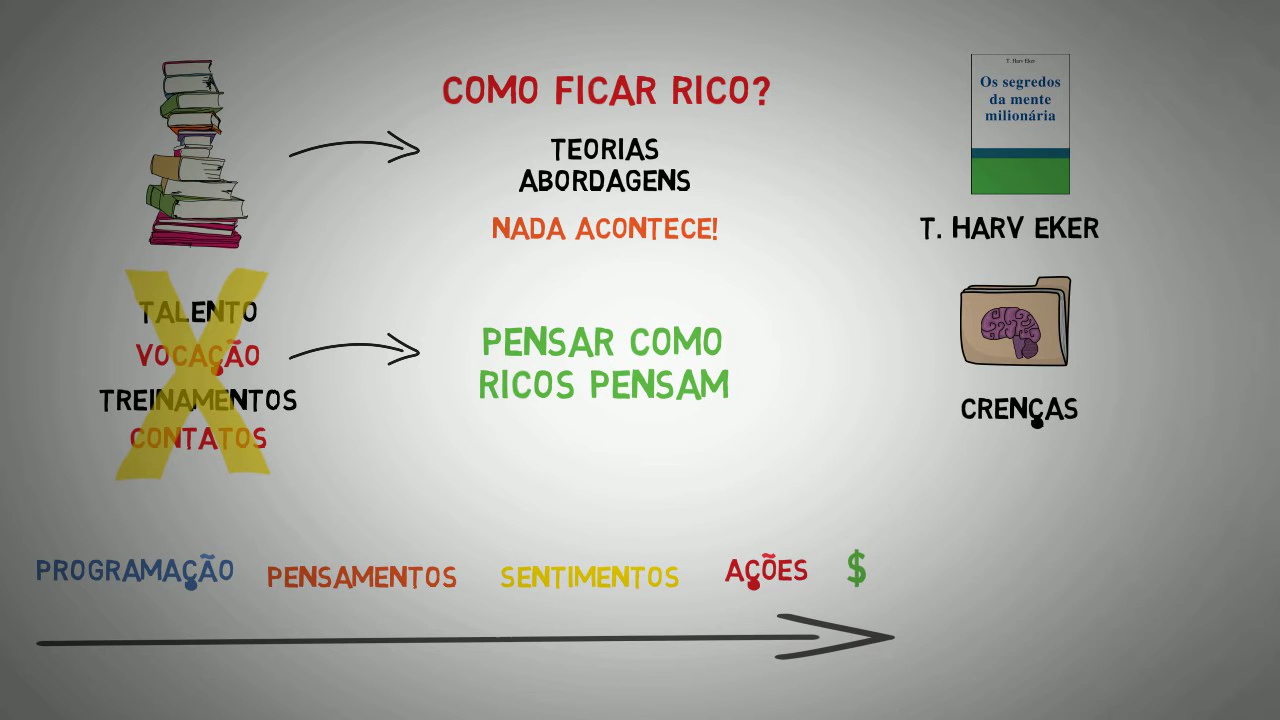 COMO FICAR RICO?
TEORIAS
ABORDAGENS
NADA ACONTECE!
T. Harv Eker
Os segredos
da mente
milionária
T. HARV EKER
TALENTO
VOCAÇÃO
TREINAMENTOS
CONTATOS
PENSAR COMO
RICOS PENSAM
CRENÇAS
PROGRAMAÇÃO PENSAMENTOS SENTIMENTOS AÇÕES $